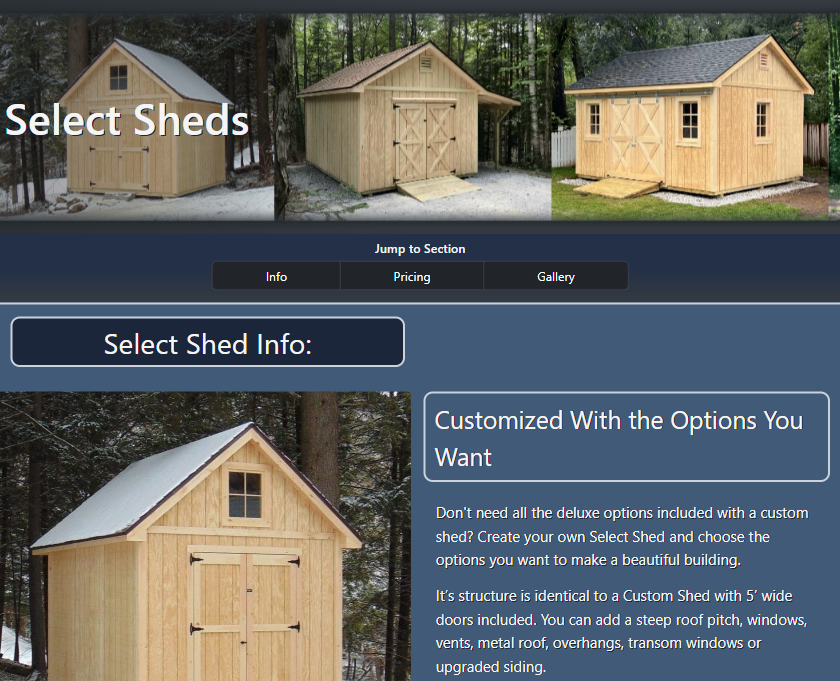 Select Sheds
Jump to Section
Info
Pricing
Gallery
Select Shed Info:
Customized With the Options You
Want
Don't need all the deluxe options included with a custom
shed? Create your own Select Shed and choose the
options you want to make a beautiful building.
It’s structure is identical to a Custom Shed with 5’ wide
doors included. You can add a steep roof pitch, windows,
vents, metal roof, overhangs, transom windows or
upgraded siding.